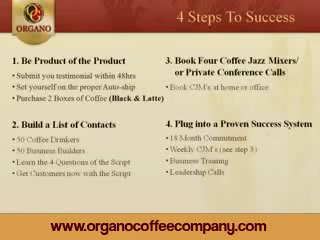 ORGANO
4 Steps To Success
1. Be Product of the Product
• Submit you testimonial within 48hrs
• Set yourself on the proper Auto-ship
• Purchase 2 Boxes of Coffee (Black & Latte)
2. Build a List of Contacts
• 50 Coffee Drinkers
• 50 Business Builders
• Learn the 4 Questions of the Script
• Get Customers now with the Script
3. Book Four Coffee Jazz Mixers/
or Private Conference Calls
• Book CJM's at home or office
4. Plug into a Proven Success System
• 18 Month Commitment
• Weekly CJM's (see step 3)
• Business Training
• Leadership Calls
www.organocoffeecompany.com